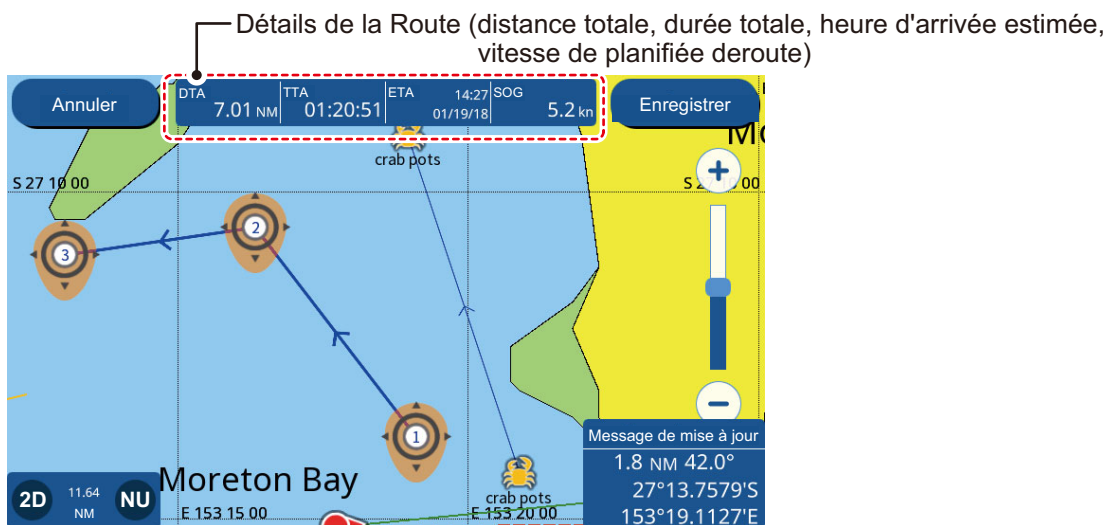 Détails de la Route (distance totale, durée totale, heure d'arrivée estimée,
vitesse de planifiée deroute)
Annuler
DTA
7.01 NM
TTA
01:20:51
ETA
14:27
01/19/18
SOG
5.2 kn
Enregistrer
crab pots
S 27 10 00
2
3
1
Moreton Bay
crab pots
E 153 15 00
E 153 20 00
2D
11.64
NM
NU
Message de mise à jour
1.8 NM 42.0°
27°13.7579'S
153°19.1127'E